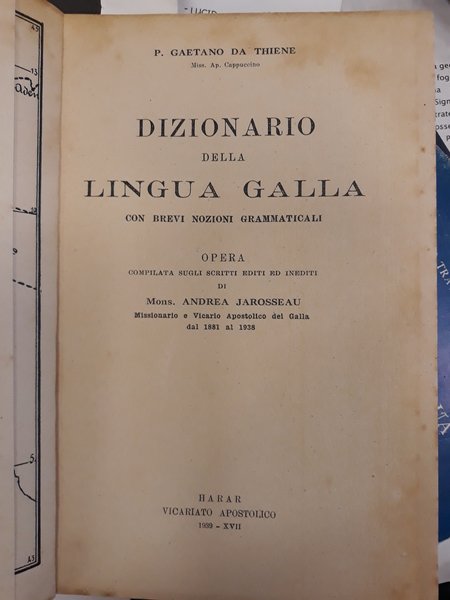 P. GAETANO DA THIENE
Miss. Ap. Cappuccino
DIZIONARIO
DELLA
LINGUA GALLA
CON BREVI NOZIONI GRAMMATICALI
OPERA
COMPILATA SUGLI SCRITTI EDITI ED INEDITI
DI
Mons. ANDREA JAROSSEAU
Missionario e Vicario Apostolico dei Galla
dal 1881 al 1938
HARAR
VICARIATO APOSTOLICO
1939 - XVII